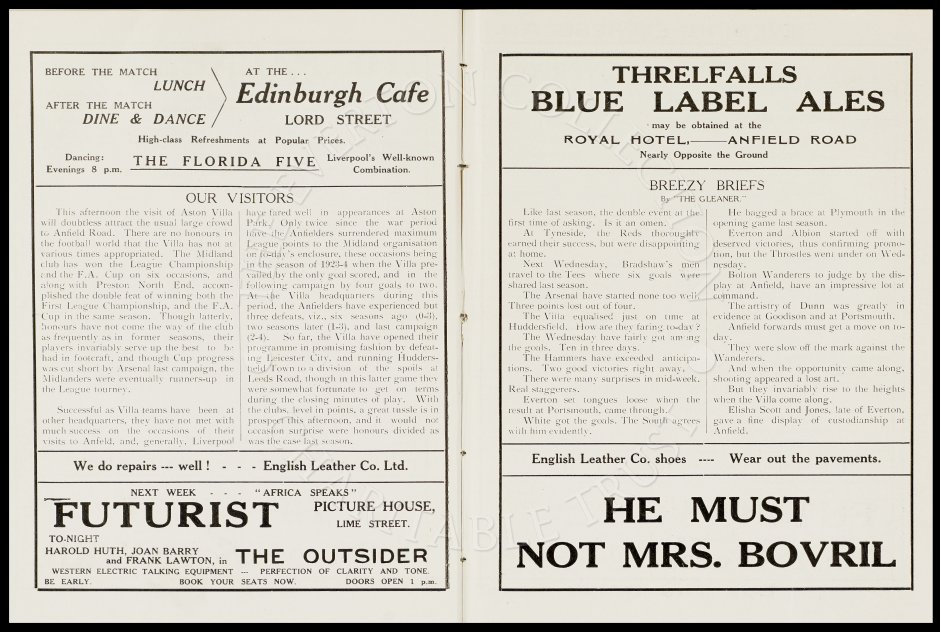 BEFORE THE MATCH
LUNCH
AFTER THE MATCH
DINE & DANCE
AT THE ...
Edinburgh Cafe
LORD STREET
High-class Refreshments at Popular Prices.
Dancing:
Evenings 8 p.m.
THE FLORIDA FIVE
Liverpool's Well-known
Combination.
OUR VISITORS
This afternoon the visit of Aston Villa
will doubtless attract the usual large crowd
to Anfield Road. There are no honours in
the football world that the Villa has not at
various times appropriated. The Midland
club has won the League Championship
and the F.A. Cup on six occasions, and
along with Preston North End, accom-
plished the double feat of winning both the
First League Championship, and the F.A.
Cup in the same season. Though latterly,
honours have not come the way of the club
as frequently as in former seasons, their
players invariably serve up the best to be
had in footcraft, and though Cup progress
was cut short by Arsenal last campaign, the
Midlanders were eventually runners-up in
the League tourney.
Successful as Villa teams have been at
other headquarters, they have not met with
much success on the occasions of their
visits to Anfield, and, generally, Liverpool
have fared well in appearances at Aston
Park. Only twice since the war period
have the Anfielders surrendered maximum
League points to the Midland organisation
on to-day's enclosure, these occasions being
in the season of 1923-4 when the Villa pre-
vailed by the only goal scored, and in the
following campaign by four goals to two.
At the Villa headquarters during this
period, the Anfielders have experienced but
three defeats, viz., six seasons ago (0-3),
two seasons later (1-3), and last campaign
(2-4). So far, the Villa have opened their
programme in promising fashion by defeat-
ing Leicester City, and running Hudders-
field Town to a division of the spoils at
Leeds Road, though in this latter game they
were somewhat fortunate to get on terms
during the closing minutes of play. With
the clubs, level in points, a great tussle is in
prospect this afternoon, and it would no
occasion surprise were honours divided as
was the case last season.
We do repairs --- well ! - - - English Leather Co. Ltd.
NEXT WEEK - - - "AFRICA SPEAKS"
FUTURIST
PICTURE HOUSE,
LIME STREET.
TO-NIGHT
HAROLD HUTH, JOAN BARRY
and FRANK LAWTON, in
THE OUTSIDER
WESTERN ELECTRIC TALKING EQUIPMENT --- PERFECTION OF CLARITY AND TONE.
BE EARLY. BOOK YOUR SEATS NOW. DOORS OPEN 1 p.m.
THRELFALLS
BLUE LABEL ALES
may be obtained at the
ROYAL HOTEL,——ANFIELD ROAD
Nearly Opposite the Ground
BREEZY BRIEFS
By "THE GLEANER."
Like last season, the double event at the
first time of asking. Is it an omen.
At Tyneside, the Reds thoroughly
earned their success, but were disappointing
at home.
Next Wednesday, Bradshaw's men
travel to the Tees where six goals were
shared last season.
The Arsenal have started none too well.
Three points lost out of four.
The Villa equalised just on time at
Huddersfield. How are they faring to-day?
The Wednesday have fairly got among
the goals. Ten in three days.
The Hammers have exceeded anticipa-
tions. Two good victories right away.
There were many surprises in mid-week.
Real staggerers.
Everton set tongues loose when the
result at Portsmouth, came through.
White got the goals. The South agrees
with him evidently.
He bagged a brace at Plymouth in the
opening game last season.
Everton and Albion started off with
deserved victories, thus confirming promo-
tion, but the Throstles went under on Wed-
nesday.
Bolton Wanderers to judge by the dis-
play at Anfield, have an impressive lot at
command.
The artistry of Dunn was greatly in
evidence at Goodison and at Portsmouth.
Anfield forwards must get a move on to-
day.
They were slow off the mark against the
Wanderers.
And when the opportunity came along,
shooting appeared a lost art.
But they invariably rise to the heights
when the Villa come along.
Elisha Scott and Jones, late of Everton,
gave a fine display of custodianship at
Anfield.
English Leather Co. shoes ---- Wear out the pavements.
HE MUST
NOT MRS. BOVRIL